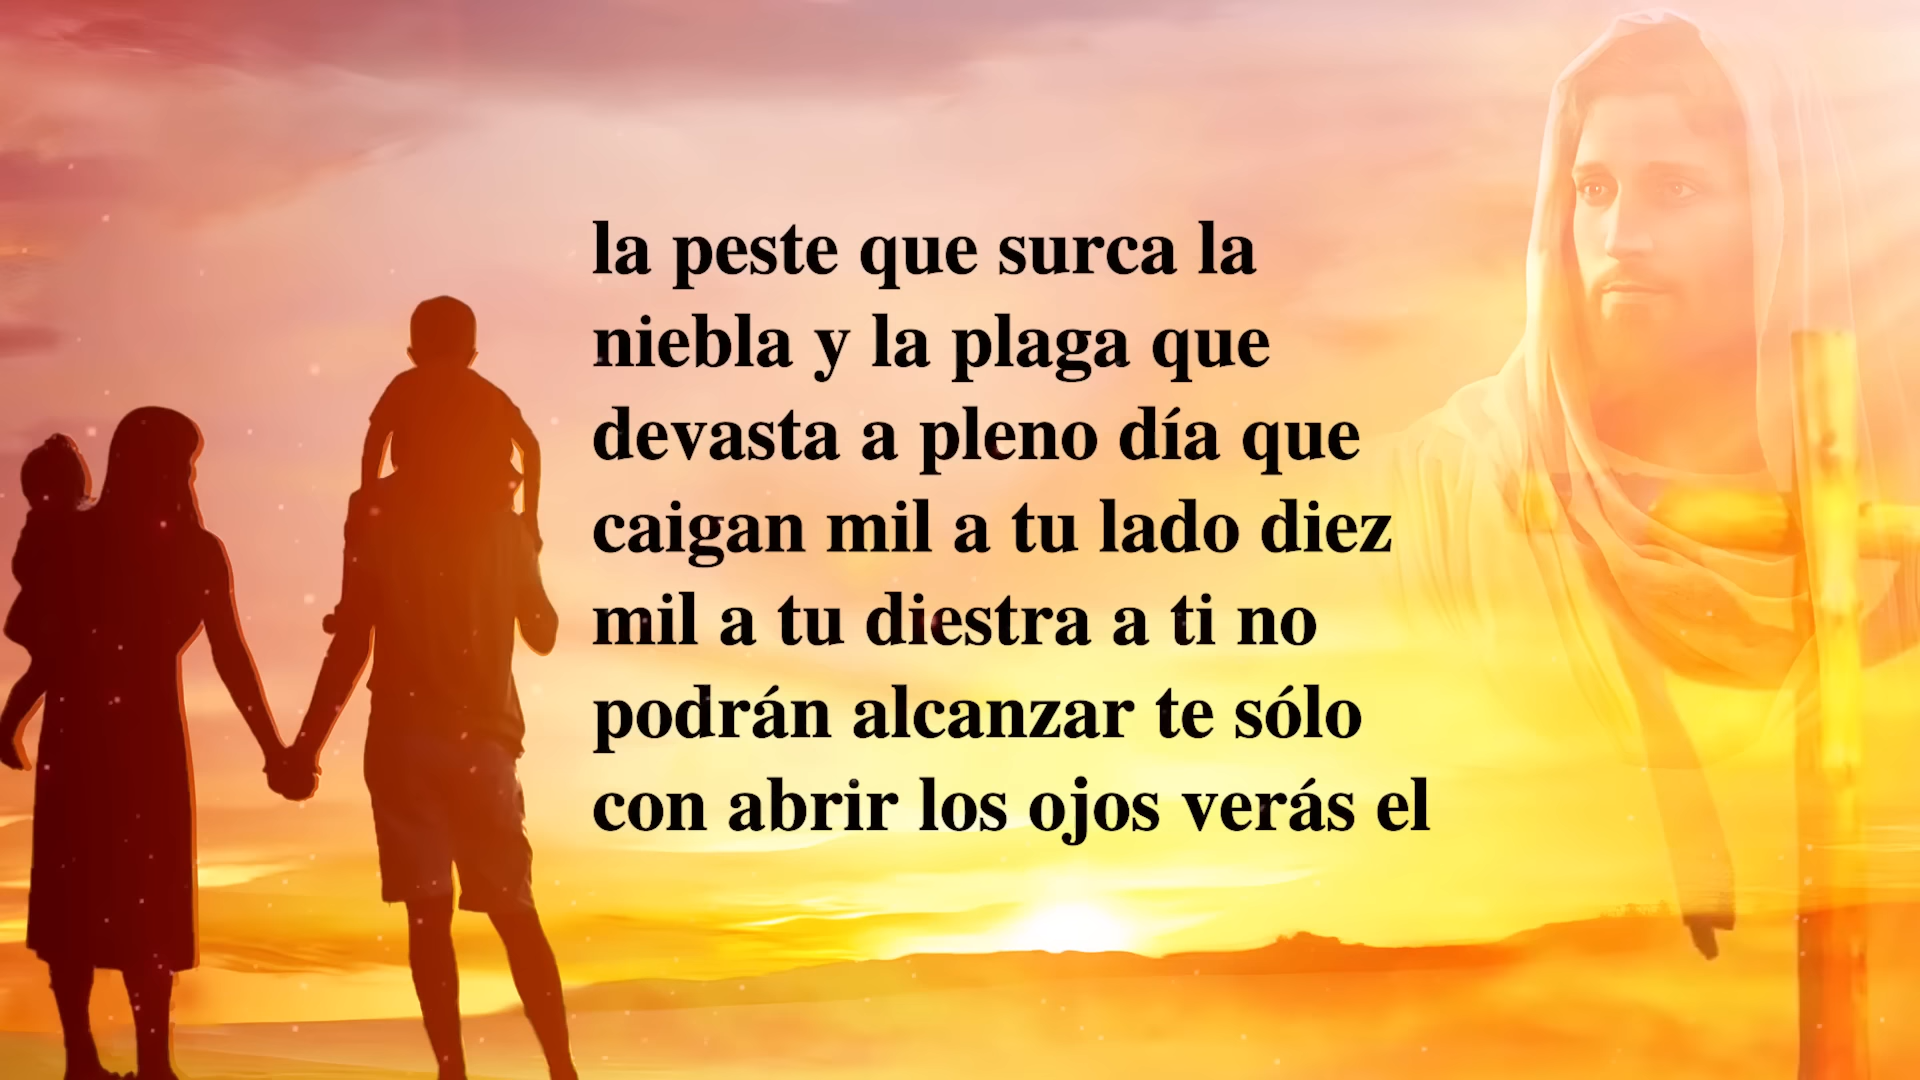 la peste que surca la
niebla y la plaga que
devasta a pleno día que
caigan mil a tu lado diez
mil a tu diestra a ti no
podrán alcanzar te sólo
con abrir los ojos verás el